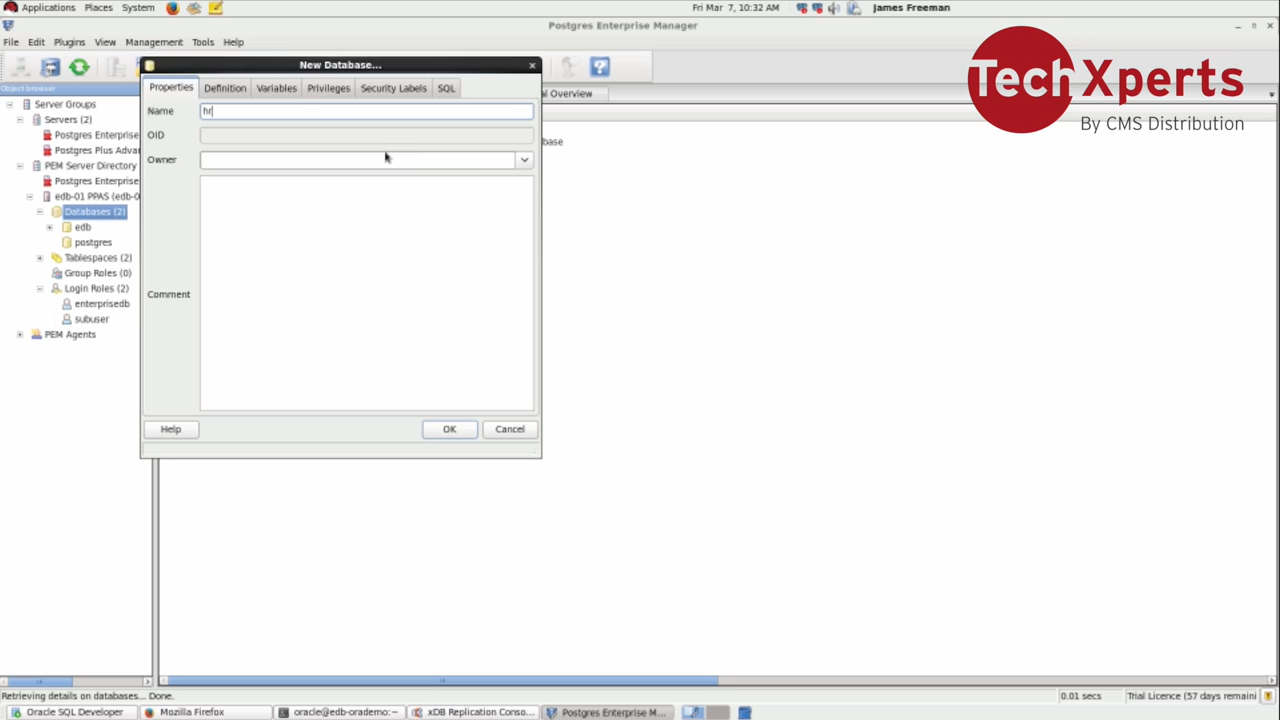 Applications Places System Fri Mar 7, 10:32 AM James Freeman
Postgres Enterprise Manager
File Edit Plugins View Management Tools Help
TechXperts
By CMS Distribution
Object browser
Server Groups
Servers (2)
Postgres Enterprise
Postgres Plus Advan
PEM Server Directory
Postgres Enterprise
edb-01 PPAS (edb-0
Databases (2)
edb
postgres
Tablespaces (2)
Group Roles (0)
Login Roles (2)
enterprisedb
subuser
PEM Agents
al Overview
base
New Database...
Properties Definition Variables Privileges Security Labels SQL
Name hr
OID
Owner
Comment
Help OK Cancel
Retrieving details on databases... Done. 0.01 secs Trial Licence (57 days remaini
Oracle SQL Developer Mozilla Firefox oracle@edb-orademo:~ xDB Replication Conso... Postgres Enterprise M...